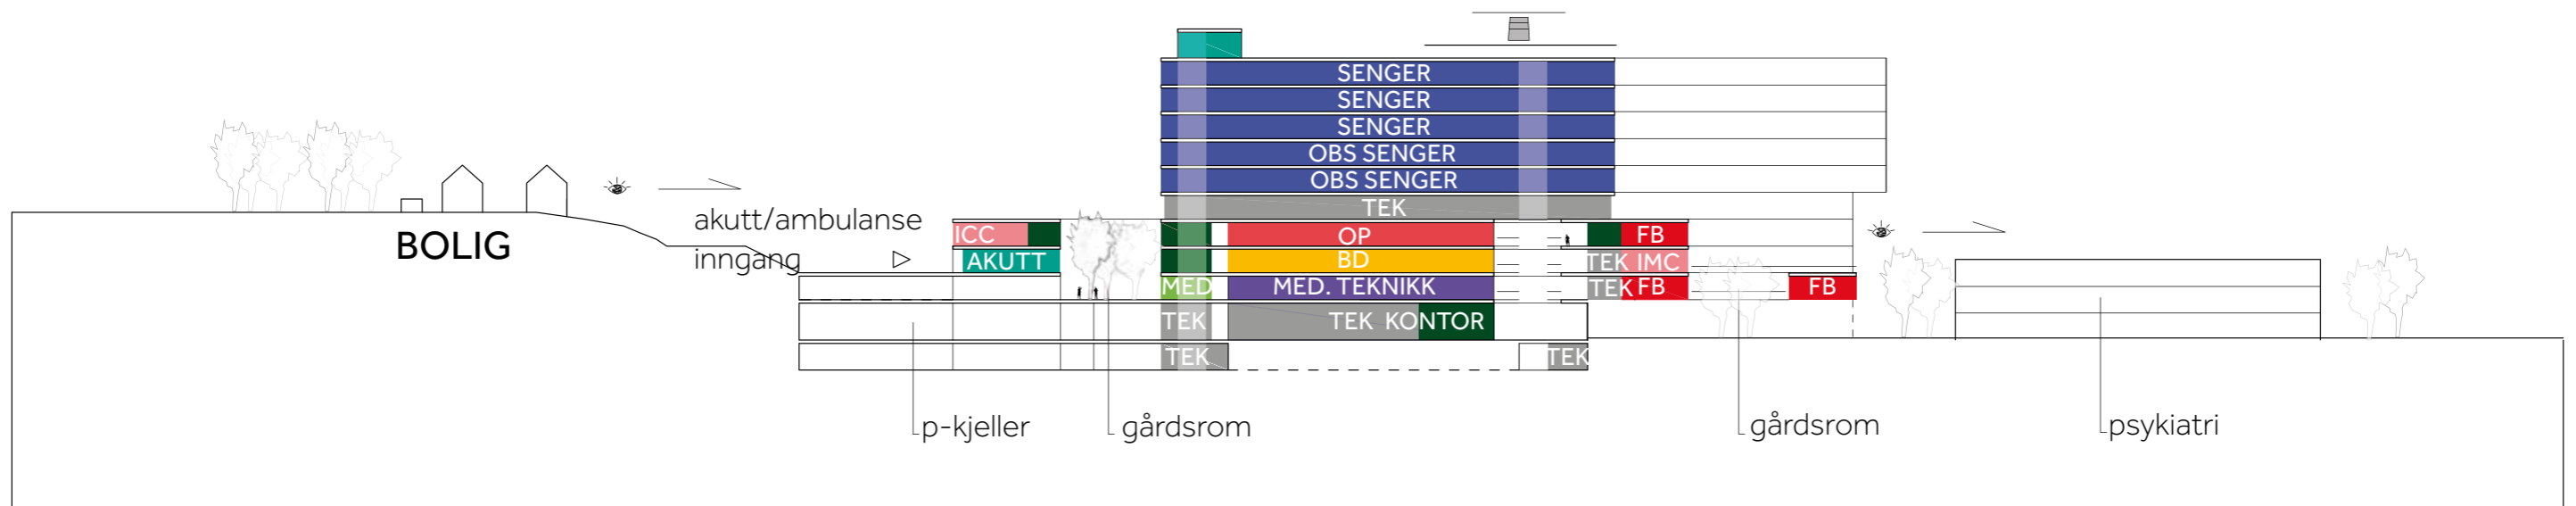 SENGER
SENGER
SENGER
OBS SENGER
OBS SENGER
TEK
akutt/ambulanse
inngang
BOLIG
ICC
OP
FB
AKUTT
BD
TEK IMC
MED
MED. TEKNIKK
TEK FB
FB
TEK
TEK KONTOR
TEK
TEK
p-kjeller
gårdsrom
gårdsrom
psykiatri